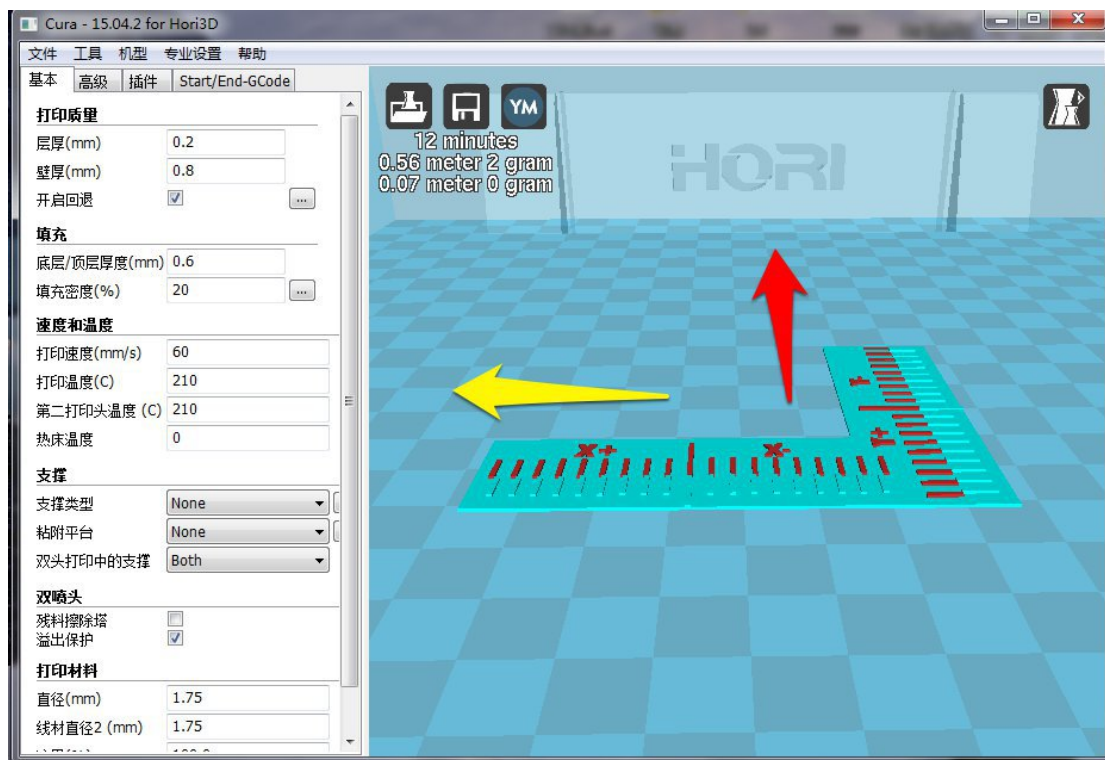 Cura - 15.04.2 for Hori3D
文件 工具 机型 专业设置 帮助
基本 高级 插件 Start/End-GCode
打印质量
层厚(mm) 0.2
壁厚(mm) 0.8
开启回退 ...
填充
底层/顶层厚度(mm) 0.6
填充密度(%) 20 ...
速度和温度
打印速度(mm/s) 60
打印温度(C) 210
第二打印头温度 (C) 210
热床温度 0
支撑
支撑类型 None
粘附平台 None
双头打印中的支撑 Both
双喷头
残料擦除塔
溢出保护
打印材料
直径(mm) 1.75
线材直径2 (mm) 1.75
YM
12 minutes
0.56 meter 2 gram
0.07 meter 0 gram
HORI
X+ X-
Y+